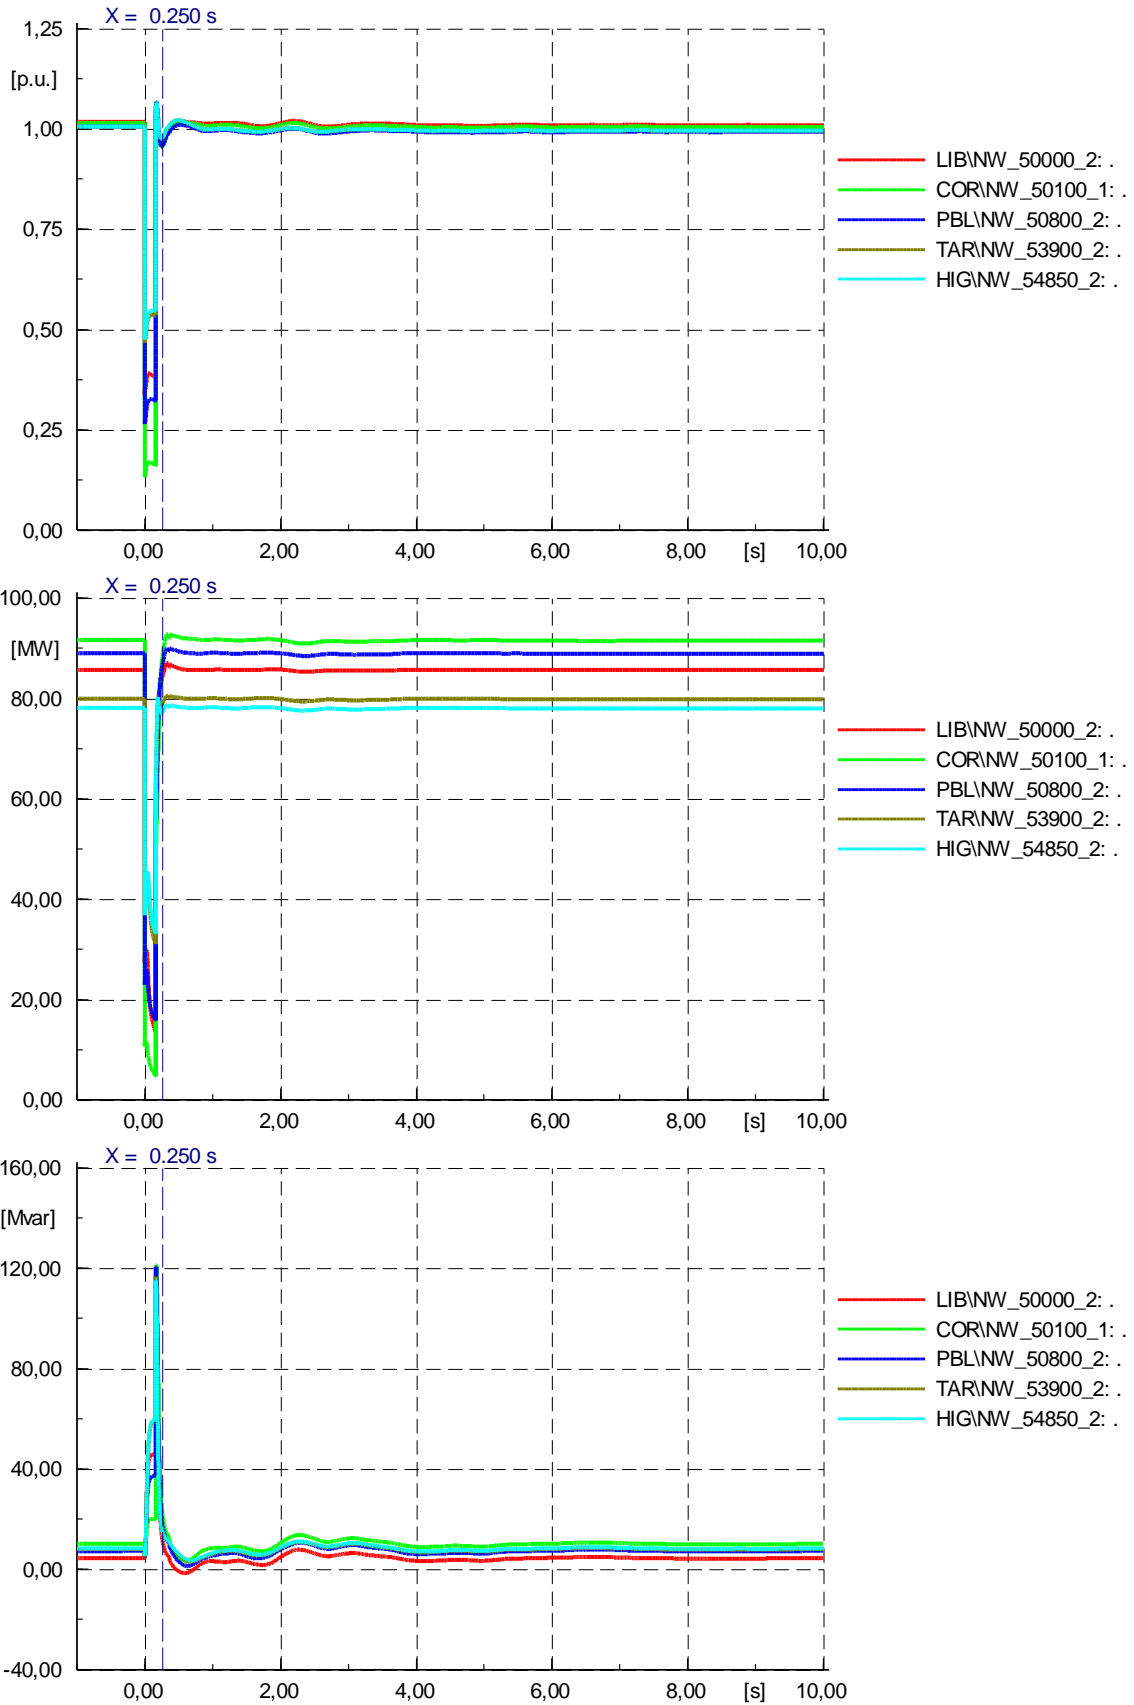 X = 0.250 s
1,25
[p.u.]
1,00
0,75
0,50
0,25
0,00
0,00 2,00 4,00 6,00 8,00 [s] 10,00
LIB\NW_50000_2: .
COR\NW_50100_1: .
PBL\NW_50800_2: .
TAR\NW_53900_2: .
HIG\NW_54850_2: .
X = 0.250 s
100,00
[MW]
80,00
60,00
40,00
20,00
0,00
0,00 2,00 4,00 6,00 8,00 [s] 10,00
LIB\NW_50000_2: .
COR\NW_50100_1: .
PBL\NW_50800_2: .
TAR\NW_53900_2: .
HIG\NW_54850_2: .
X = 0.250 s
160,00
[Mvar]
120,00
80,00
40,00
0,00
-40,00
0,00 2,00 4,00 6,00 8,00 [s] 10,00
LIB\NW_50000_2: .
COR\NW_50100_1: .
PBL\NW_50800_2: .
TAR\NW_53900_2: .
HIG\NW_54850_2: .